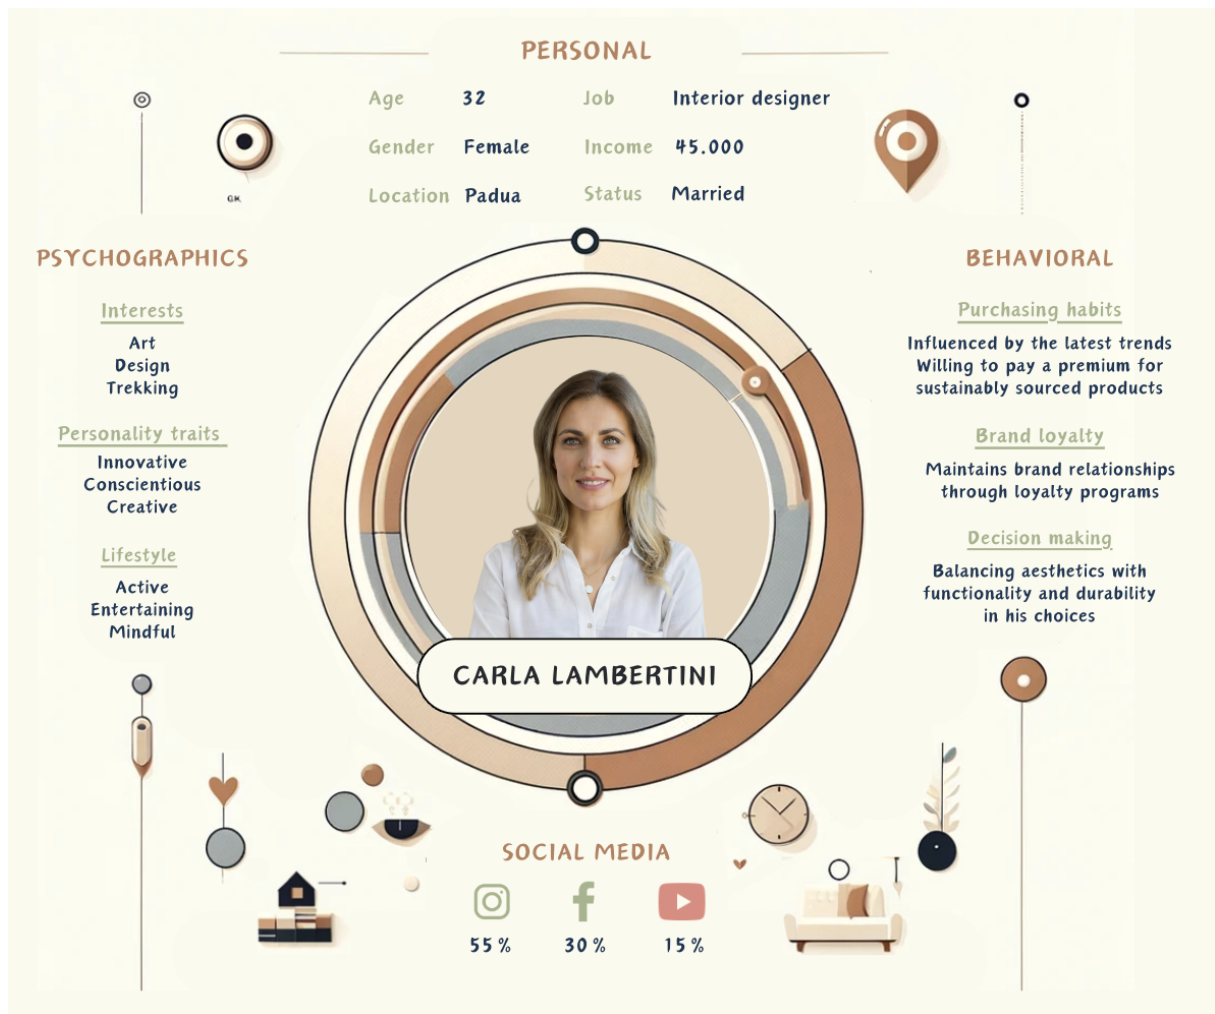 PERSONAL
Age 32 Job Interior designer
Gender Female Income 45.000
Location Padua Status Married
GK
PSYCHOGRAPHICS
Interests
Art
Design
Trekking
Personality traits
Innovative
Conscientious
Creative
Lifestyle
Active
Entertaining
Mindful
BEHAVIORAL
Purchasing habits
Influenced by the latest trends
Willing to pay a premium for
sustainably sourced products
Brand loyalty
Maintains brand relationships
through loyalty programs
Decision making
Balancing aesthetics with
functionality and durability
in his choices
CARLA LAMBERTINI
SOCIAL MEDIA
55% 30% 15%